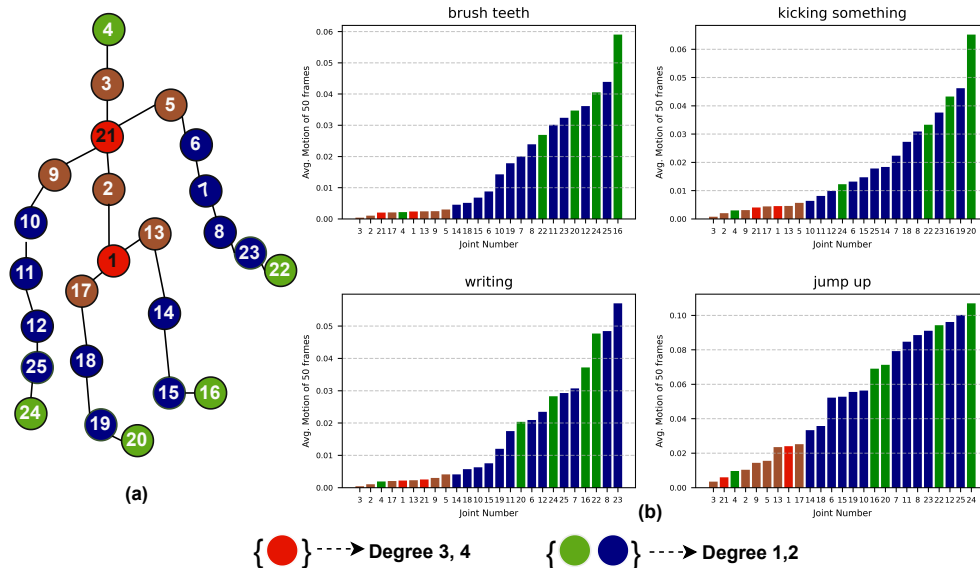 4
3
5
21
6
9
2
7
10
13
8
23
1
22
11
17
14
12
18
25
15
16
24
19
20
(a)
brush teeth
Avg. Motion of 50 frames
0.06
0.05
0.04
0.03
0.02
0.01
0.00
3 2 21 17 4 1 13 9 5 14 18 15 6 10 19 7 8 22 11 23 20 12 24 25 16
Joint Number
kicking something
Avg. Motion of 50 frames
0.06
0.05
0.04
0.03
0.02
0.01
0.00
3 2 4 9 21 17 1 13 5 10 6 11 24 12 15 25 14 7 18 8 22 23 16 19 20
Joint Number
writing
Avg. Motion of 50 frames
0.05
0.04
0.03
0.02
0.01
0.00
3 2 4 17 1 13 21 9 5 14 18 10 15 19 11 20 6 12 24 25 7 16 22 8 23
Joint Number
jump up
Avg. Motion of 50 frames
0.10
0.08
0.06
0.04
0.02
0.00
3 21 4 2 9 5 13 1 17 14 18 6 15 19 10 16 20 7 11 8 23 22 12 25 24
Joint Number
(b)
{ } Degree 3, 4
{ } Degree 1,2